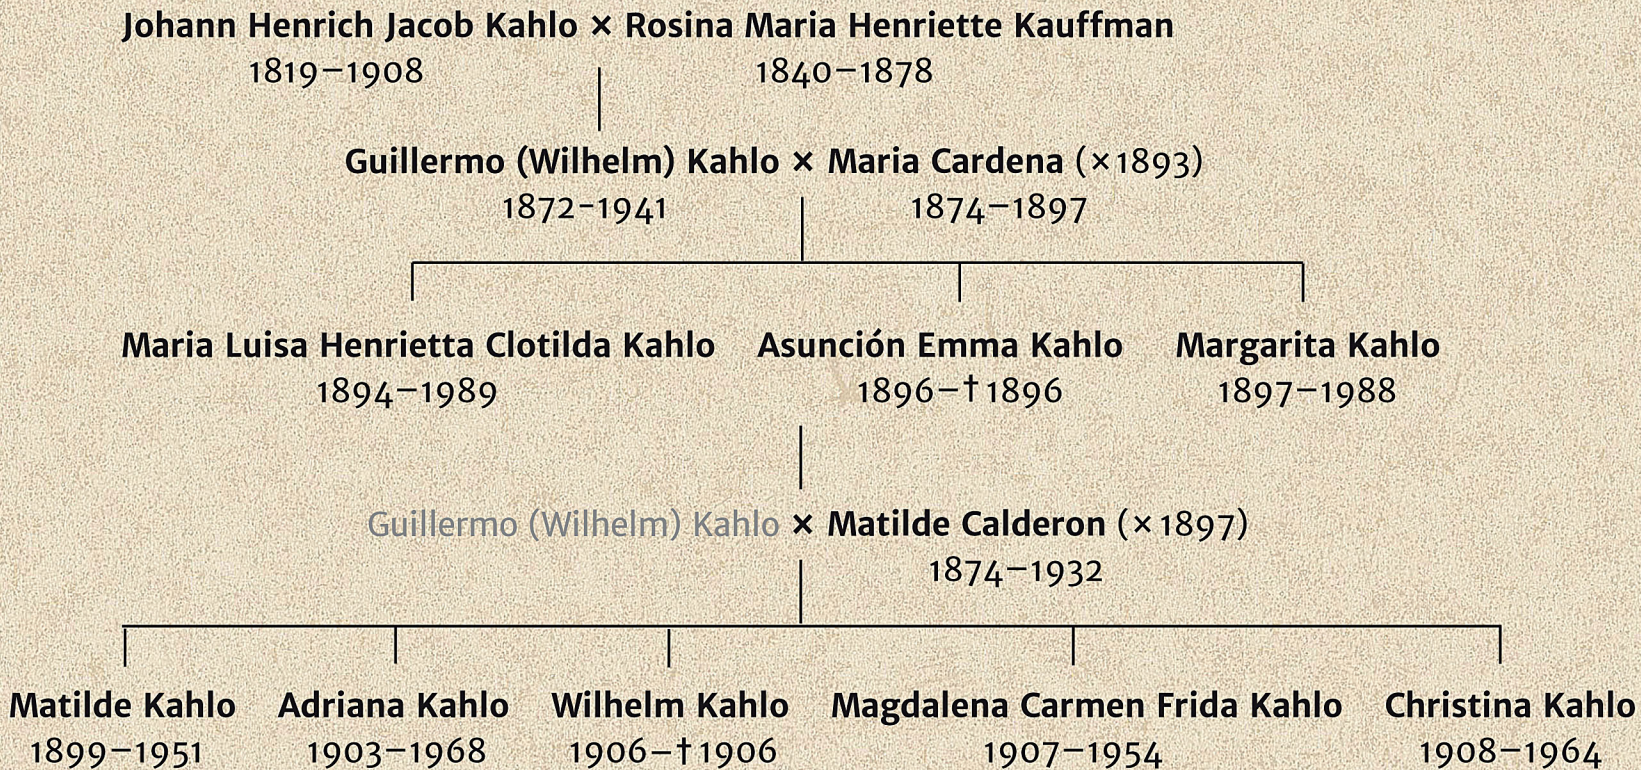 Johann Henrich Jacob Kahlo × Rosina Maria Henriette Kauffman
1819–1908 1840–1878
Guillermo (Wilhelm) Kahlo × Maria Cardena (×1893)
1872-1941 1874–1897
Maria Luisa Henrietta Clotilda Kahlo Asunción Emma Kahlo Margarita Kahlo
1894–1989 1896–†1896 1897–1988
Guillermo (Wilhelm) Kahlo × Matilde Calderon (×1897)
1874–1932
Matilde Kahlo Adriana Kahlo Wilhelm Kahlo Magdalena Carmen Frida Kahlo Christina Kahlo
1899–1951 1903–1968 1906–†1906 1907–1954 1908–1964